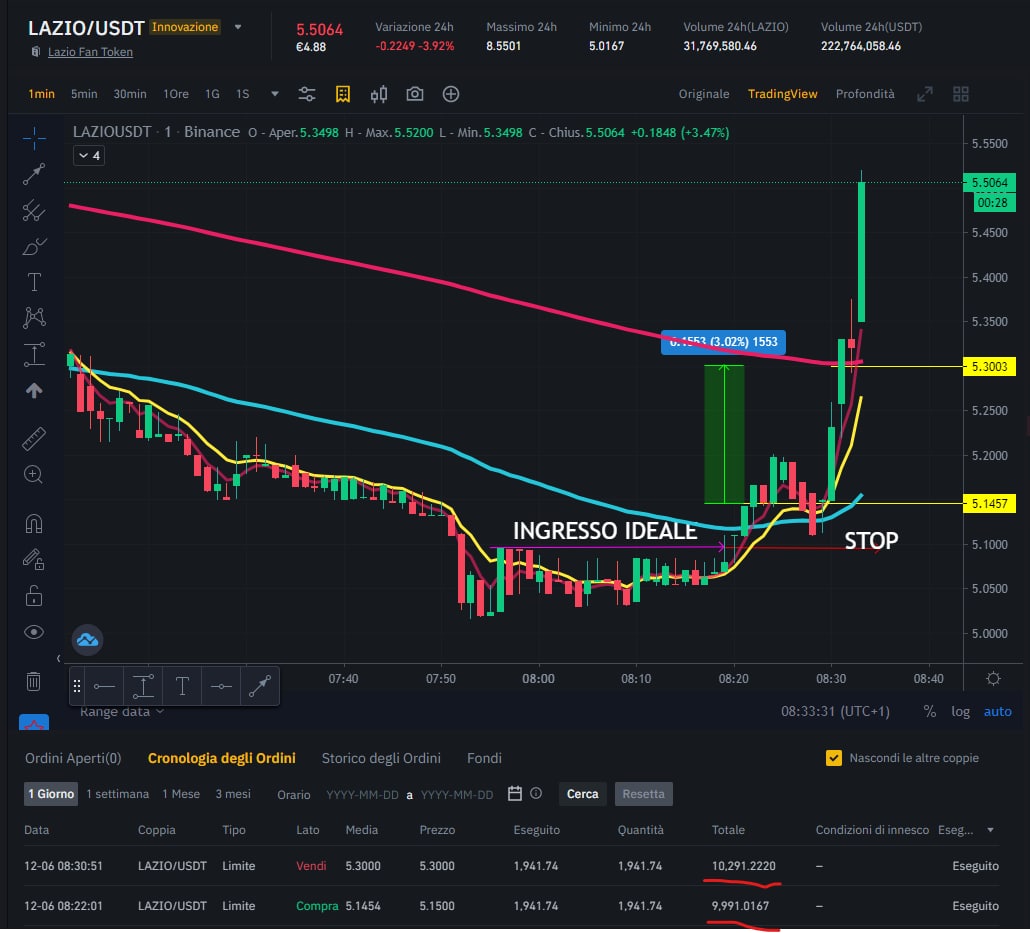 LAZIO/USDT Innovazione
Lazio Fan Token
5.5064
€4.88
Variazione 24h
-0.2249 -3.92%
Massimo 24h
8.5501
Minimo 24h
5.0167
Volume 24h(LAZIO)
31,769,580.46
Volume 24h(USDT)
222,764,058.46
1min 5min 30min 1Ore 1G 1S Originale TradingView Profondità
LAZIOUSDT · 1 · Binance O - Aper.5.3498 H - Max.5.5200 L - Min.5.3498 C - Chius.5.5064 +0.1848 (+3.47%)
4
5.5500
5.5064
00:28
5.4500
5.4000
5.3500
0.1553 (3.02%) 1553
5.3003
5.2500
5.2000
5.1457
INGRESSO IDEALE
STOP
5.1000
5.0500
5.0000
07:40 07:50 08:00 08:10 08:20 08:30 08:40
Range data 08:33:31 (UTC+1) % log auto
Ordini Aperti(0) Cronologia degli Ordini Storico degli Ordini Fondi Nascondi le altre coppie
1 Giorno 1 settimana 1 Mese 3 mesi Orario YYYY-MM-DD a YYYY-MM-DD Cerca Resetta
Data Coppia Tipo Lato Media Prezzo Eseguito Quantità Totale Condizioni di innesco Eseg...
12-06 08:30:51 LAZIO/USDT Limite Vendi 5.3000 5.3000 1,941.74 1,941.74 10,291.2220 – Eseguito
12-06 08:22:01 LAZIO/USDT Limite Compra 5.1454 5.1500 1,941.74 1,941.74 9,991.0167 – Eseguito